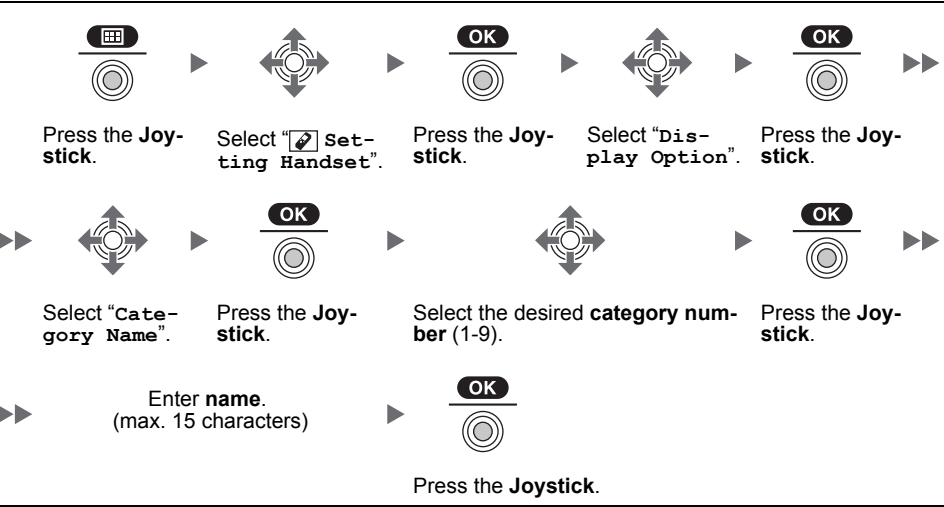 OK
OK
Press the Joy-
stick.
Select " Set-
ting Handset".
Press the Joy-
stick.
Select "Dis-
play Option".
Press the Joy-
stick.
OK
OK
Select "Cate-
gory Name".
Press the Joy-
stick.
Select the desired category num-
ber (1-9).
Press the Joy-
stick.
Enter name.
(max. 15 characters)
OK
Press the Joystick.